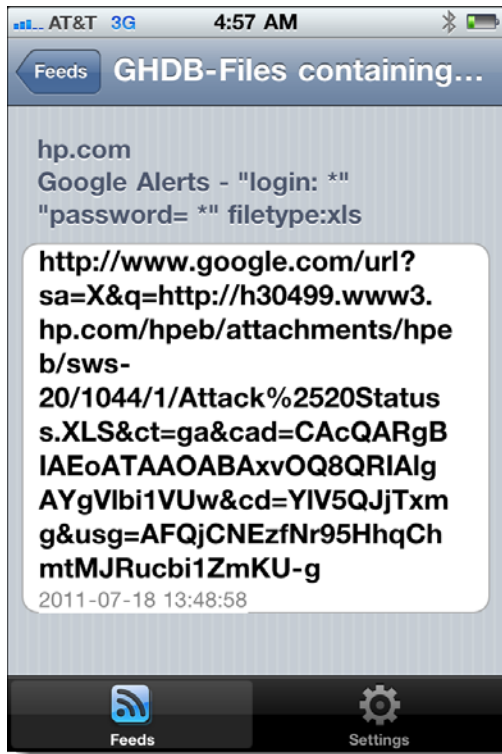 AT&T 3G 4:57 AM
Feeds GHDB-Files containing...
hp.com
Google Alerts - "login: *"
"password= *" filetype:xls
http://www.google.com/url?
sa=X&q=http://h30499.www3.
hp.com/hpeb/attachments/hpe
b/sws-
20/1044/1/Attack%2520Status
s.XLS&ct=ga&cad=CAcQARgB
IAEoATAAOABAxvOQ8QRIAlg
AYgVlbi1VUw&cd=YlV5QJjTxm
g&usg=AFQjCNEzfNr95HhqCh
mtMJRucbi1ZmKU-g
2011-07-18 13:48:58
Feeds Settings